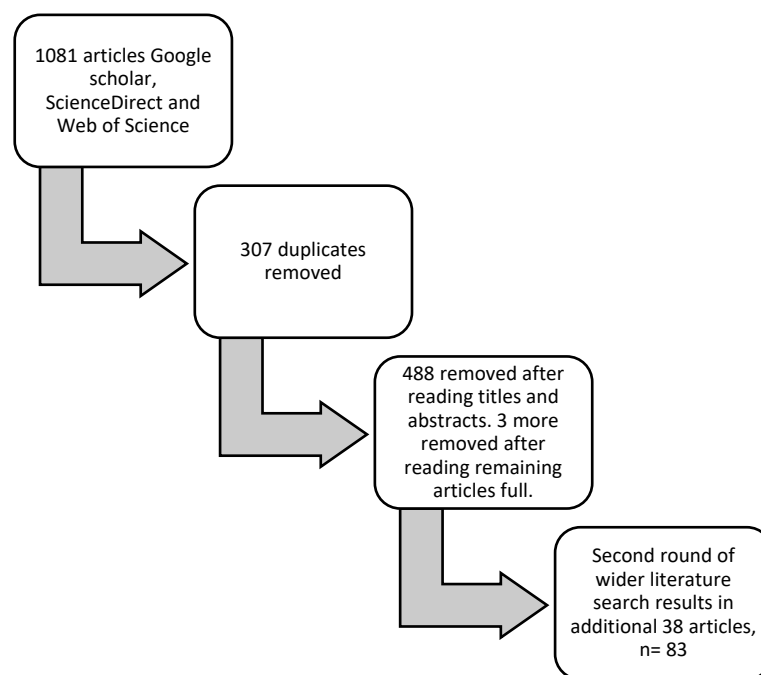 1081 articles Google
scholar,
ScienceDirect and
Web of Science
307 duplicates
removed
488 removed after
reading titles and
abstracts. 3 more
removed after
reading remaining
articles full.
Second round of
wider literature
search results in
additional 38 articles,
n= 83